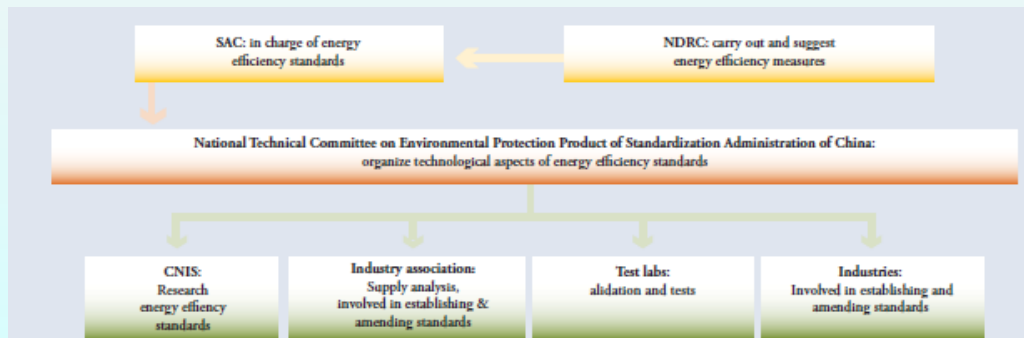 SAC: in charge of energy
efficiency standards
NDRC: carry out and suggest
energy efficiency measures
National Technical Committee on Environmental Protection Product of Standardization Administration of China:
organize technological aspects of energy efficiency standards
CNIS:
Research
energy effiency
standards
Industry association:
Supply analysis,
involved in establishing &
amending standards
Test labs:
alidation and tests
Industries:
Involved in establishing and
amending standards